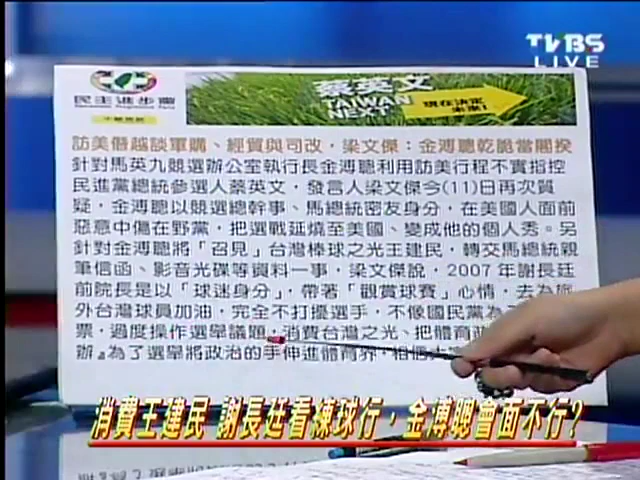 TVBS
LIVE
民主進步黨
蔡英文
TAIWAN
NEXT
現在決定
未來!
訪美僭越談軍購、經貿與司改,梁文傑:金溥聰乾脆當閣揆
針對馬英九競選辦公室執行長金溥聰利用訪美行程不實指控
民進黨總統參選人蔡英文,發言人梁文傑今(11)日再次質
疑,金溥聰以競選總幹事、馬總統密友身分,在美國人面前
惡意中傷在野黨,把選戰延燒至美國、變成他的個人秀。另
針對金溥聰將「召見」台灣棒球之光王建民,轉交馬總統親
筆信函、影音光碟等資料一事,梁文傑說,2007年謝長廷
前院長是以「球迷身分」,帶著「觀賞球賽」心情,去為旅
外台灣球員加油,完全不打擾選手,不像國民黨為了
票,過度操作選舉議題,消費台灣之光、把體育
辦。為了選舉將政治的手伸進體育界,相信
消費王建民 謝長廷看練球行,金溥聰會面不行?